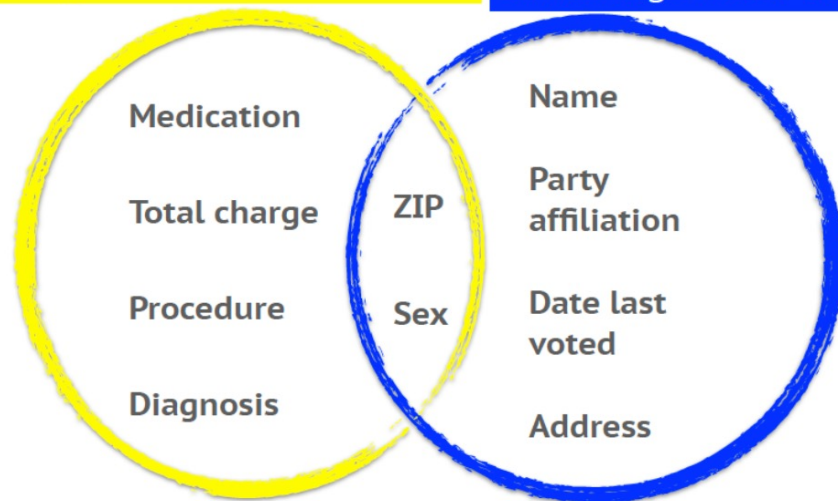 Medication
Total charge
Procedure
Diagnosis
ZIP
Sex
Name
Party
affiliation
Date last
voted
Address